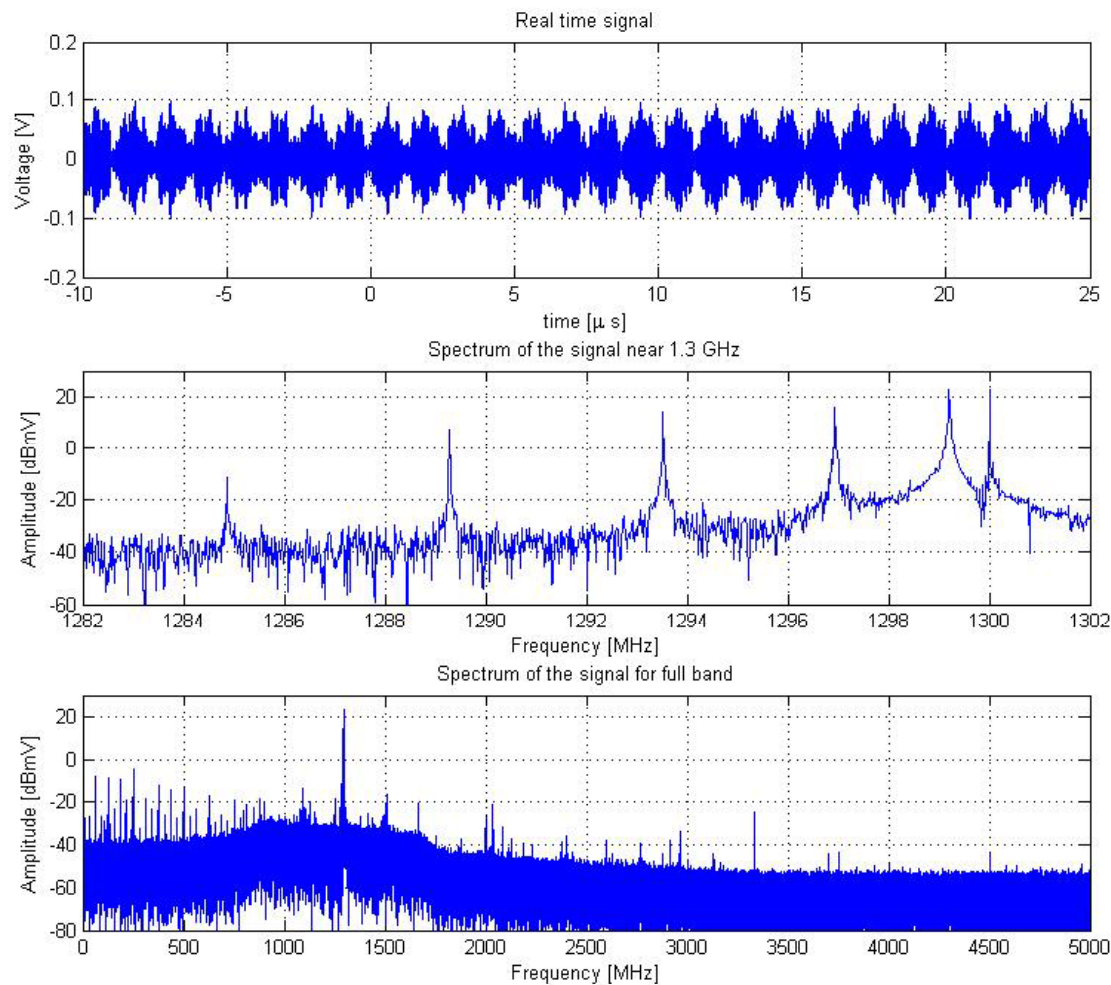 Real time signal
Voltage [V]
0.2
0.1
0
-0.1
-0.2
-10 -5 0 5 10 15 20 25
time [μ s]
Spectrum of the signal near 1.3 GHz
Amplitude [dBmV]
20
0
-20
-40
-60
1282 1284 1286 1288 1290 1292 1294 1296 1298 1300 1302
Frequency [MHz]
Spectrum of the signal for full band
Amplitude [dBmV]
20
0
-20
-40
-60
-80
0 500 1000 1500 2000 2500 3000 3500 4000 4500 5000
Frequency [MHz]